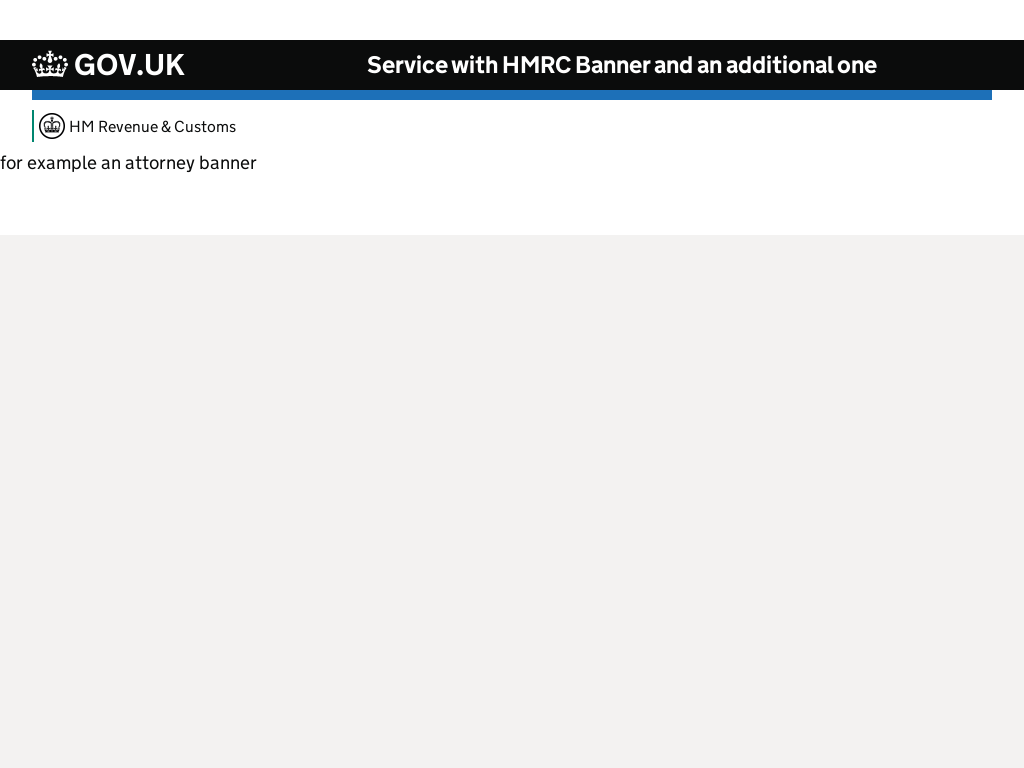 GOV.UK
Service with HMRC Banner and an additional one
HM Revenue & Customs
for example an attorney banner